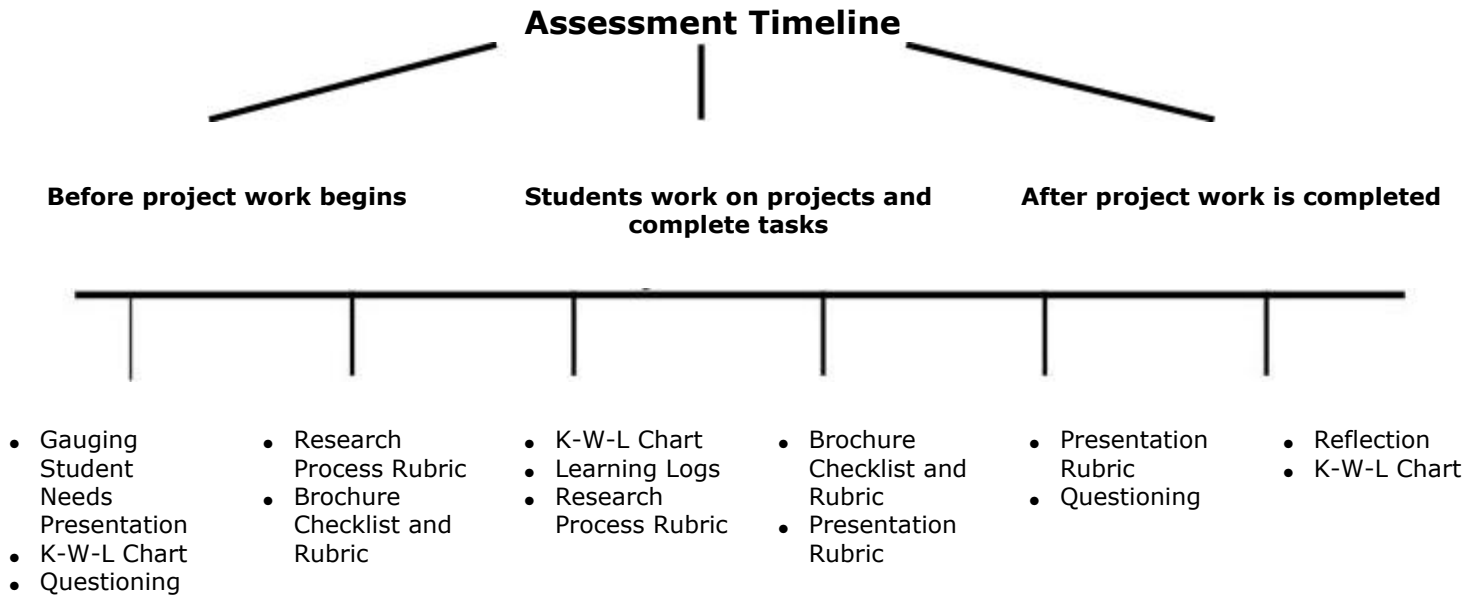 Assessment Timeline
Before project work begins
Students work on projects and
complete tasks
After project work is completed
• Gauging
Student
Needs
Presentation
• K-W-L Chart
• Questioning
• Research
Process Rubric
• Brochure
Checklist and
Rubric
• K-W-L Chart
• Learning Logs
• Research
Process Rubric
• Brochure
Checklist and
Rubric
• Presentation
Rubric
• Presentation
Rubric
• Questioning
• Reflection
• K-W-L Chart